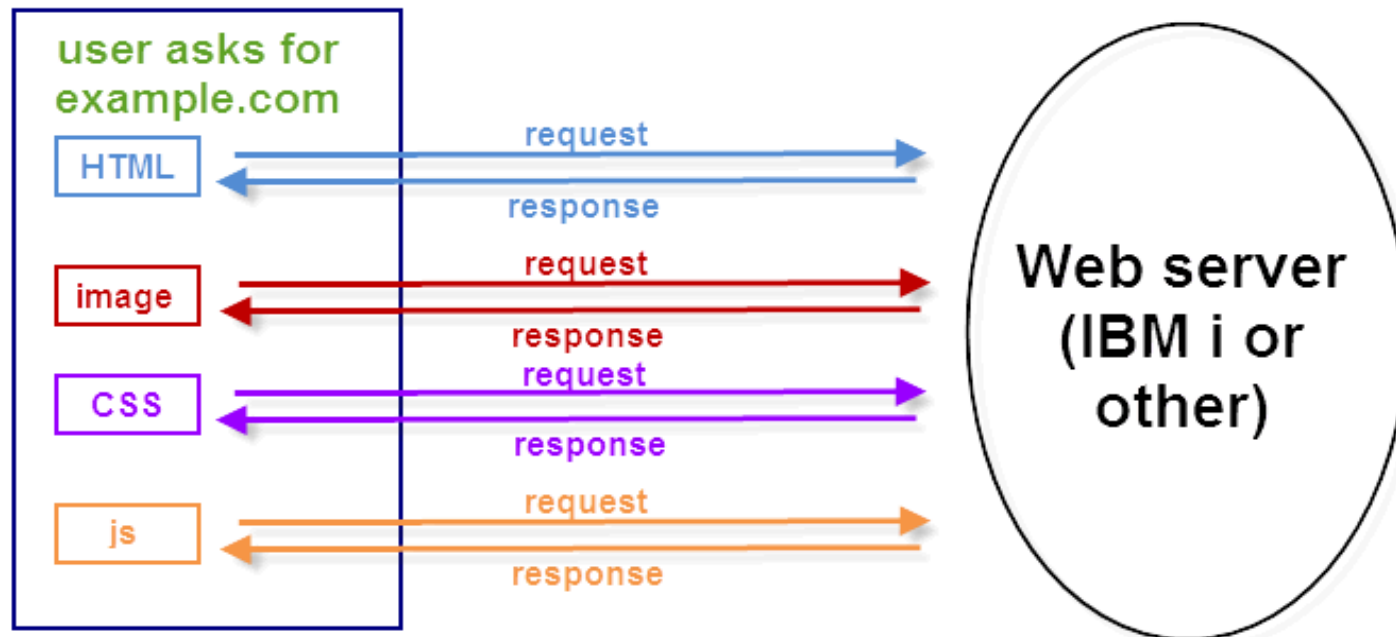 user asks for
example.com
HTML
request
response
image
request
response
CSS
request
response
js
request
response
Web server
(IBM i or
other)